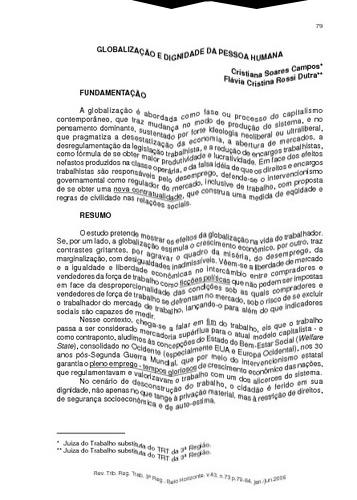 79
GLOBALIZAÇÃO E DIGNIDADE DA PESSOA HUMANA
Cristiana Soares Campos*
Flávia Cristina Rossi Dutra**
FUNDAMENTAÇÃO
A globalização é abordada como fase ou processo do capitalismo
contemporâneo, que traz mudança no modo de produção do sistema, e no
pensamento dominante, sustentado por forte ideologia neoliberal ou ultraliberal,
que pragmatiza a desestatização da economia, a abertura de mercados, a
desregulamentação da legislação trabalhista, e a redução de encargos trabalhistas,
como fórmula de se obter maior produtividade e lucratividade. Em face dos efeitos
nefastos produzidos na classe operária, e da falsa idéia de que os direitos e encargos
trabalhistas são responsáveis pelo desemprego, defende-se o intervencionismo
governamental como regulador do mercado, inclusive de trabalho, com proposta
de se obter uma nova contratualidade, que construa uma medida de eqüidade e
regras de civilidade nas relações sociais.
RESUMO
O estudo pretende mostrar os efeitos da globalização na vida do trabalhador.
Se, por um lado, a globalização estimula o crescimento econômico, por outro, traz
contrastes gritantes, por agravar o quadro da miséria, do desemprego, da
marginalização, com desigualdades inadmissíveis. Vêem-se a liberdade de mercado
e a igualdade e liberdade econômicas no intercâmbio entre compradores e
vendedores da força de trabalho como ficções políticas que não podem ser impostas
em face da desproporcionalidade das condições sob as quais compradores e
vendedores de força de trabalho se defrontam no mercado, sob o risco de se excluir
o trabalhador do mercado de trabalho, lançando-o para além do que indicadores
sociais são capazes de medir.
Nesse contexto, chega-se a falar em fim do trabalho, eis que o trabalho
passa a ser considerado mercadoria supérflua para o atual modelo capitalista - e
como contraponto, aludimos às concepções do Estado do Bem-Estar Social (Welfare
State), consolidado no Ocidente (especialmente EUA e Europa Ocidental), nos 30
anos pós-Segunda Guerra Mundial, que por meio do intervencionismo estatal
garantia o pleno emprego - tempos gloriosos de crescimento econômico das nações,
que regulamentavam e valorizavam o trabalho com um dos alicerces do sistema.
No cenário de desconstrução do trabalho, o cidadão é ferido em sua
dignidade, não apenas no que tange à privação material, mas à restrição de direitos,
de segurança socioeconômica e de auto-estima.
* Juíza do Trabalho substituta do TRT da 3ª Região.
** Juíza do Trabalho substituta do TRT da 3ª Região.
Rev. Trib. Reg. Trab. 3ª Reg., Belo Horizonte, v.43, n.73 p.79-84, jan./jun.2006